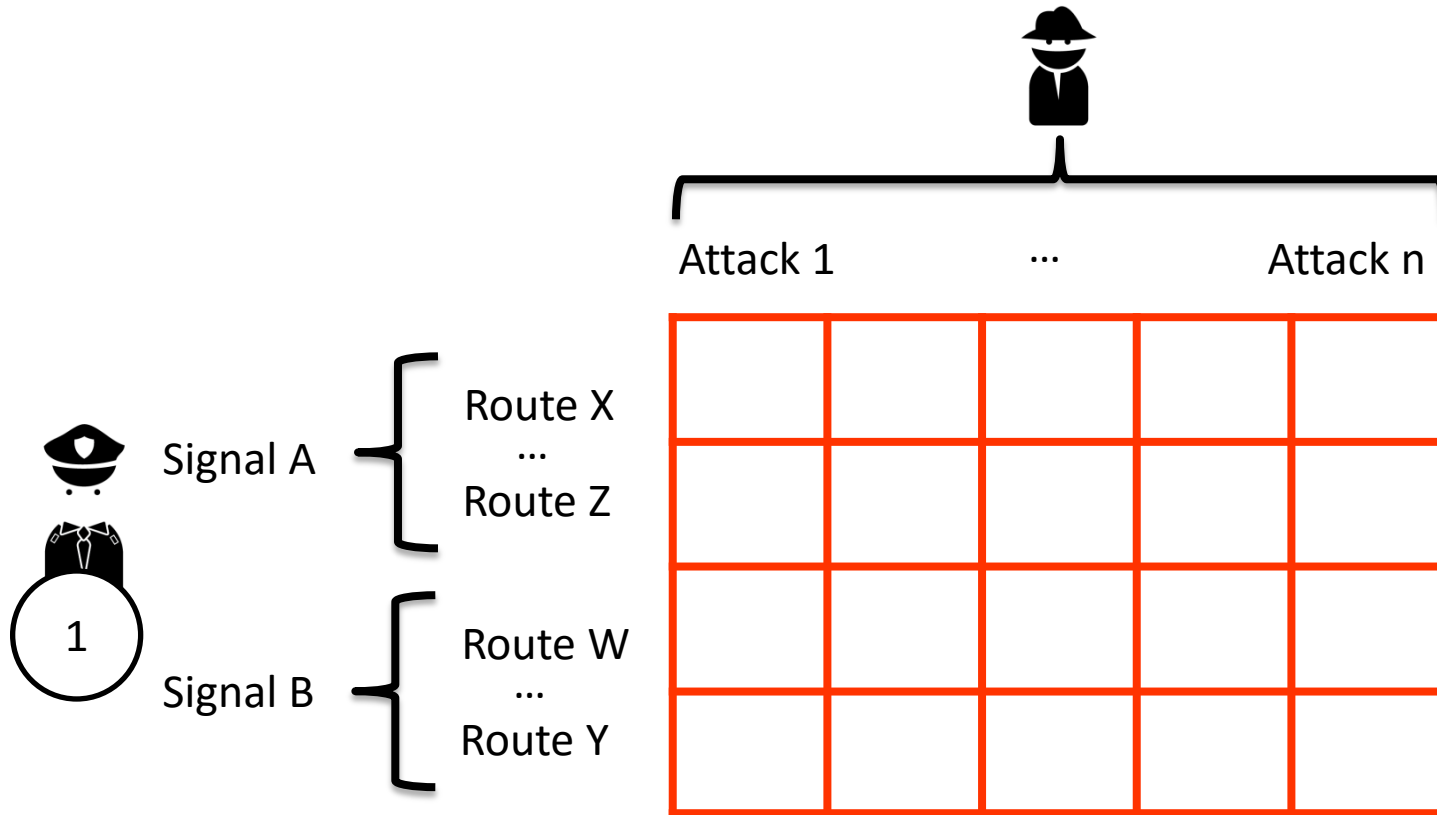 Attack 1 ... Attack n
Signal A
Route X
...
Route Z
1
Signal B
Route W
...
Route Y